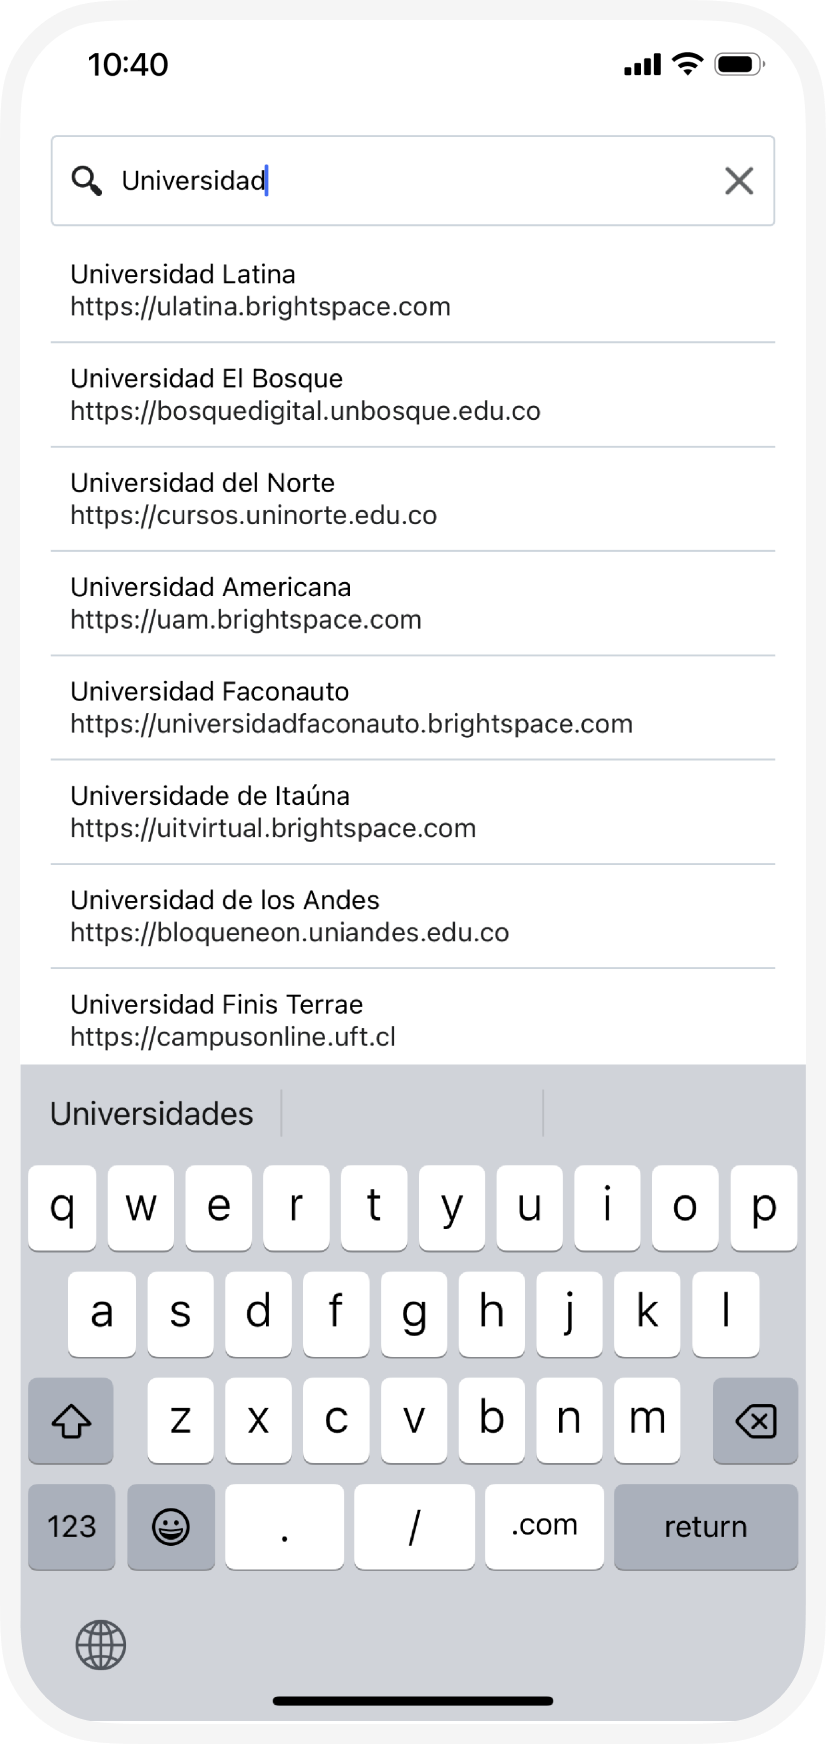 10:40
Universidad
Universidad Latina
https://ulatina.brightspace.com
Universidad El Bosque
https://bosquedigital.unbosque.edu.co
Universidad del Norte
https://cursos.uninorte.edu.co
Universidad Americana
https://uam.brightspace.com
Universidad Faconauto
https://universidadfaconauto.brightspace.com
Universidade de Itaúna
https://uitvirtual.brightspace.com
Universidad de los Andes
https://bloqueneon.uniandes.edu.co
Universidad Finis Terrae
https://campusonline.uft.cl
Universidades
q w e r t y u i o p
a s d f g h j k l
z x c v b n m
123 . / .com return